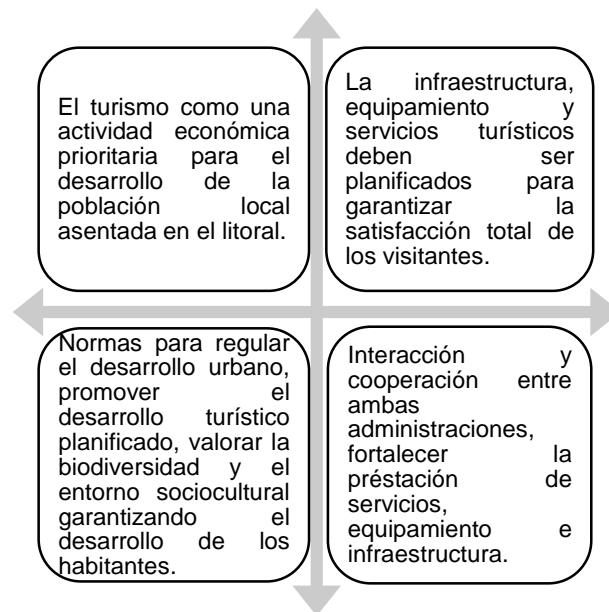 El turismo como una
actividad económica
prioritaria para el
desarrollo de la
población local
asentada en el litoral.
La infraestructura,
equipamiento y
servicios turísticos
deben ser
planificados para
garantizar la
satisfacción total de
los visitantes.
Normas para regular
el desarrollo urbano,
promover el
desarrollo turístico
planificado, valorar la
biodiversidad y el
entorno sociocultural
garantizando el
desarrollo de los
habitantes.
Interacción y
cooperación entre
ambas
administraciones,
fortalecer la
préstación de
servicios,
equipamiento e
infraestructura.